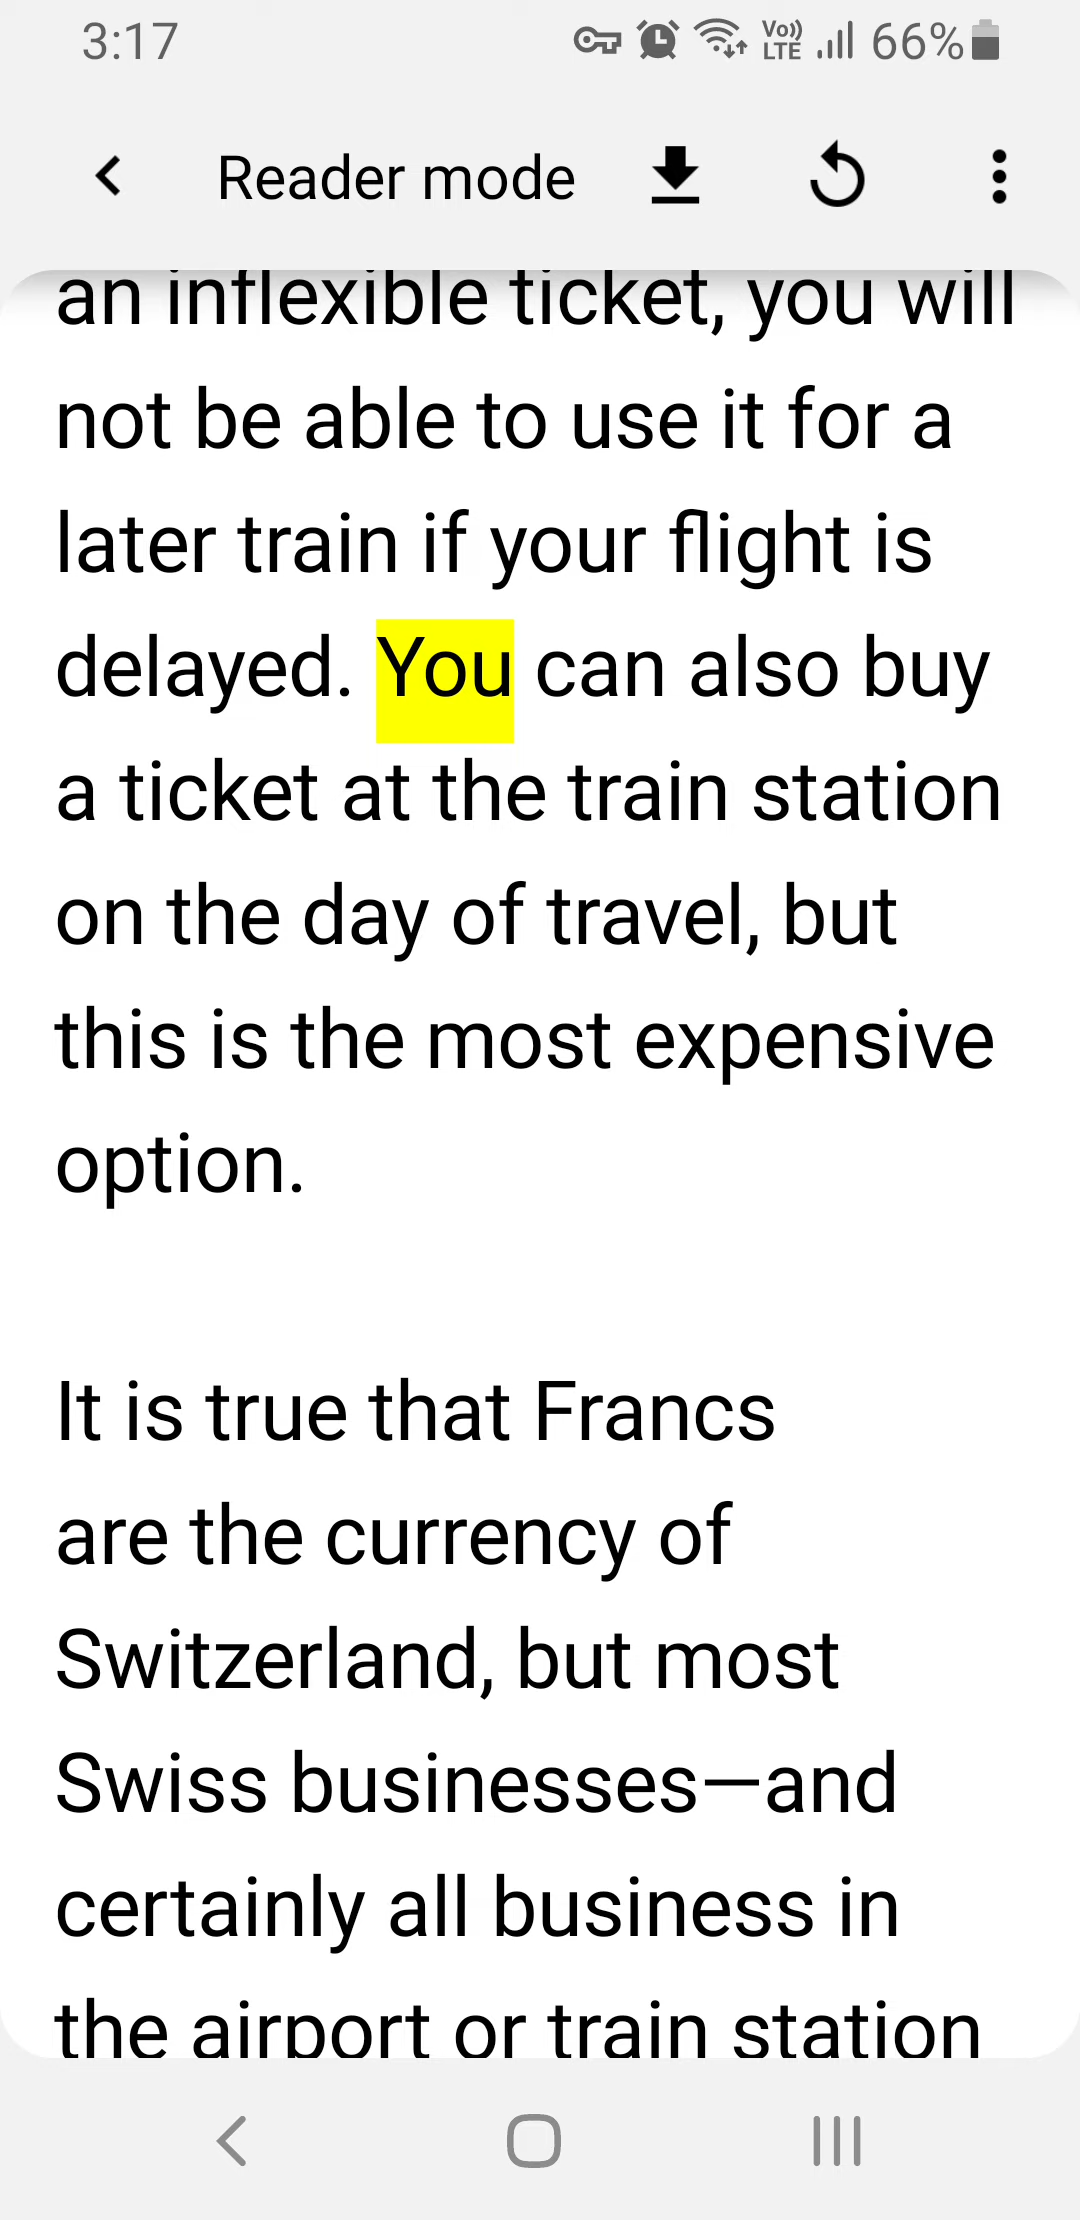 3:17
Vo)) LTE 66%
Reader mode
an inflexible ticket, you will
not be able to use it for a
later train if your flight is
delayed. You can also buy
a ticket at the train station
on the day of travel, but
this is the most expensive
option.
It is true that Francs
are the currency of
Switzerland, but most
Swiss businesses—and
certainly all business in
the airport or train station